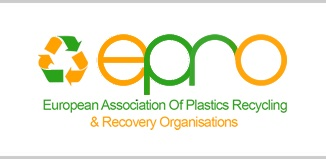 epro
European Association Of Plastics Recycling
& Recovery Organisations